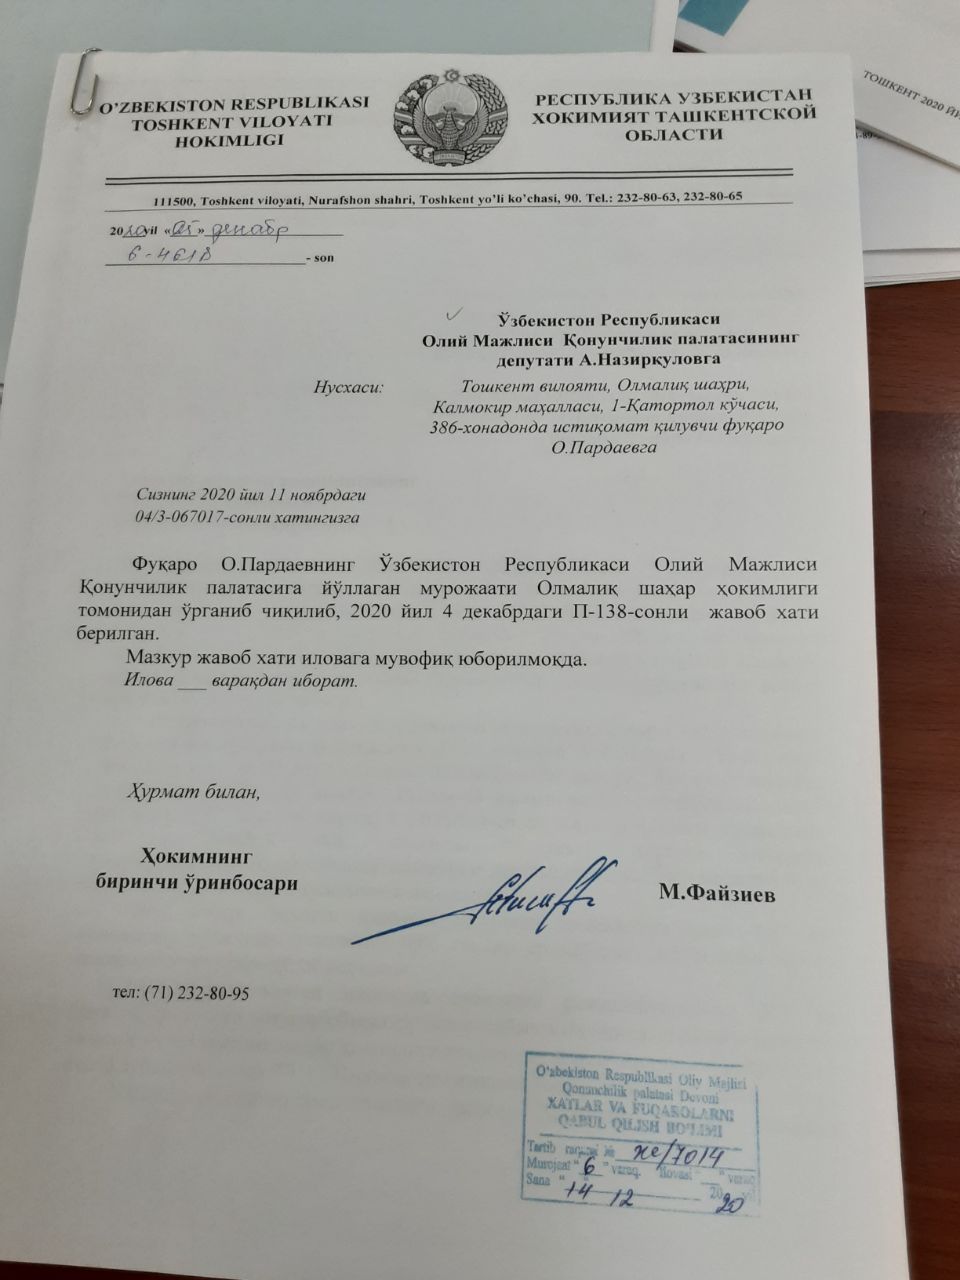 O'ZBEKISTON RESPUBLIKASI
TOSHKENT VILOYATI
HOKIMLIGI
РЕСПУБЛИКА УЗБЕКИСТАН
ХОКИМИЯТ ТАШКЕНТСКОЙ
ОБЛАСТИ
111500, Toshkent viloyati, Nurafshon shahri, Toshkent yo'li ko'chasi, 90. Tel.: 232-80-63, 232-80-65
2020 yil « » декабр
6-4618 - son
Ўзбекистон Республикаси
Олий Мажлиси Қонунчилик палатасининг
депутати А.Назирқуловга
Нусхаси: Тошкент вилояти, Олмалиқ шаҳри,
Калмокир маҳалласи, 1-Қатортол кўчаси,
386-хонадонда истиқомат қилувчи фуқаро
О.Пардаевга
Сизнинг 2020 йил 11 ноябрдаги
04/3-067017-сонли хатингизга
Фуқаро О.Пардаевнинг Ўзбекистон Республикаси Олий Мажлиси
Қонунчилик палатасига йўллаган мурожаати Олмалиқ шаҳар ҳокимлиги
томонидан ўрганиб чиқилиб, 2020 йил 4 декабрдаги П-138-сонли жавоб хати
берилган.
Мазкур жавоб хати иловага мувофиқ юборилмоқда.
Илова ___ варақдан иборат.
Ҳурмат билан,
Ҳокимнинг
биринчи ўринбосари
М.Файзиев
тел: (71) 232-80-95
O'zbekiston Respublikasi Oliy Majlisi
Qonunchilik palatasi Devoni
XATLAR VA FUQAROLARNI
QABUL QILISH BO'LIMI
Tartib raqami № /7014
Murojaat "6" varaq. Ilovasi "__" varaq
Sana "14 12 2020 yil
ТОШКЕНТ 2020 ЙИ